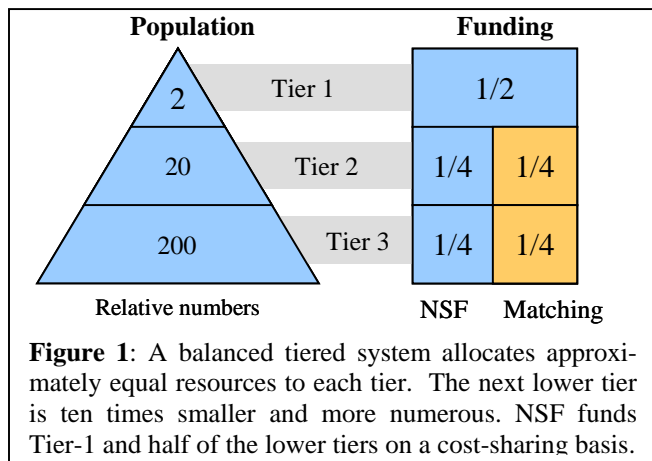 Population Funding
2 Tier 1 1/2
20 Tier 2 1/4 1/4
200 Tier 3 1/4 1/4
Relative numbers NSF Matching
Figure 1: A balanced tiered system allocates approxi-
mately equal resources to each tier. The next lower tier
is ten times smaller and more numerous. NSF funds
Tier-1 and half of the lower tiers on a cost-sharing basis.